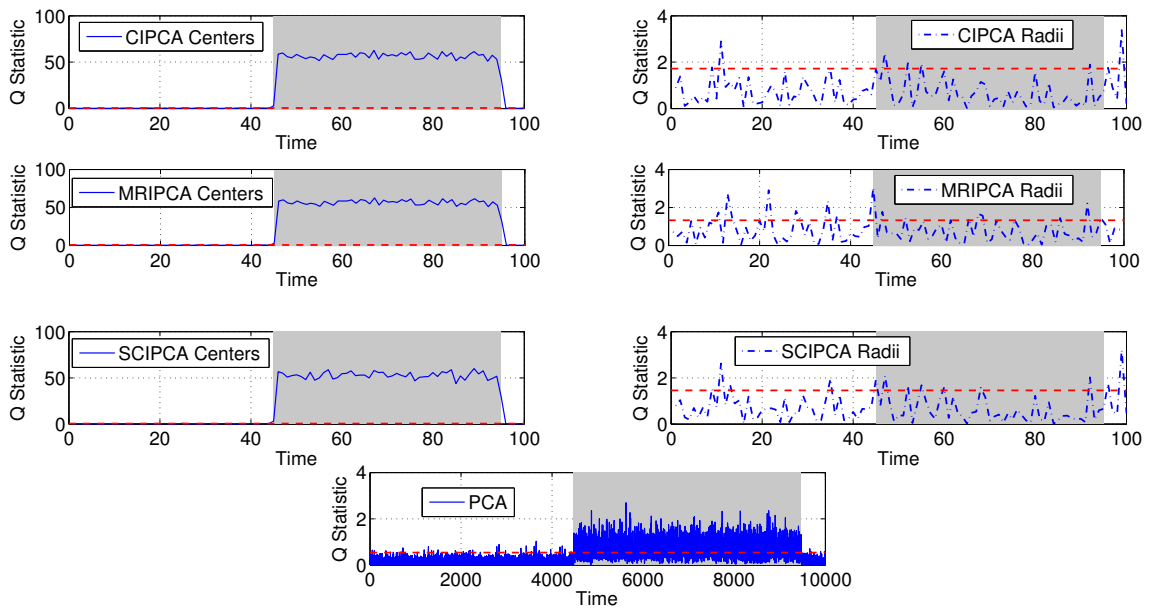 Q Statistic
100
50
0
CIPCA Centers
0 20 40 60 80 100
Time
Q Statistic
4
2
0
CIPCA Radii
0 20 40 60 80 100
Time
Q Statistic
100
50
0
MRIPCA Centers
0 20 40 60 80 100
Time
Q Statistic
4
2
0
MRIPCA Radii
0 20 40 60 80 100
Time
Q Statistic
100
50
0
SCIPCA Centers
0 20 40 60 80 100
Time
Q Statistic
4
2
0
SCIPCA Radii
0 20 40 60 80 100
Time
Q Statistic
4
2
0
PCA
0 2000 4000 6000 8000 10000
Time